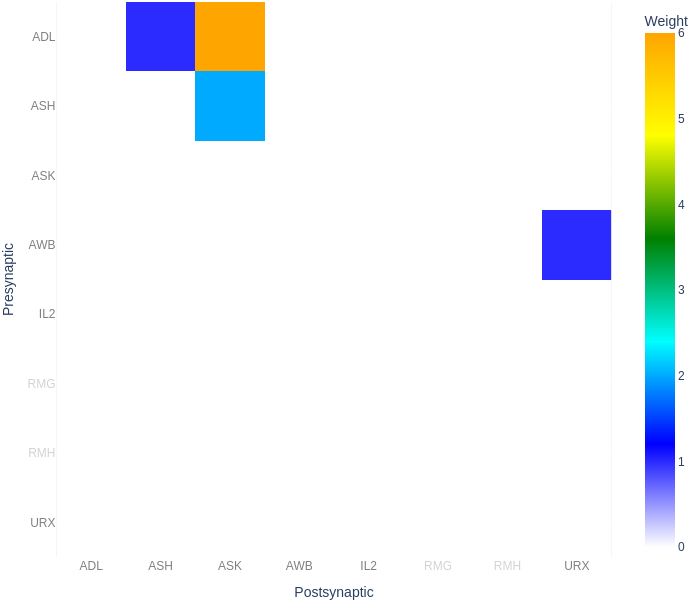 Weight
ADL
ASH
ASK
AWB
IL2
RMG
RMH
URX
Presynaptic
ADL ASH ASK AWB IL2 RMG RMH URX
Postsynaptic
6
5
4
3
2
1
0